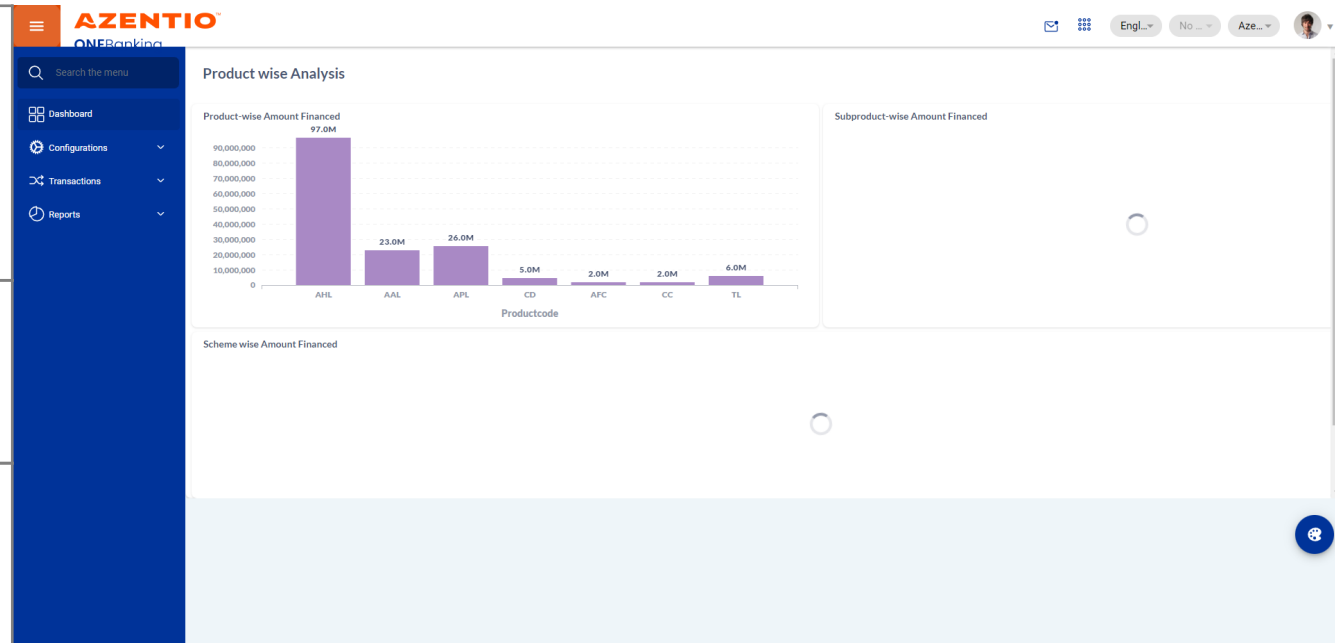 AZENTIO™
ONEBanking
Engl...
No ...
Aze...
Search the menu
Dashboard
Configurations
Transactions
Reports
Product wise Analysis
Product-wise Amount Financed
97.0M
90,000,000
80,000,000
70,000,000
60,000,000
50,000,000
40,000,000
30,000,000
20,000,000
10,000,000
0
23.0M
26.0M
5.0M
2.0M
2.0M
6.0M
AHL AAL APL CD AFC CC TL
Productcode
Subproduct-wise Amount Financed
Scheme wise Amount Financed